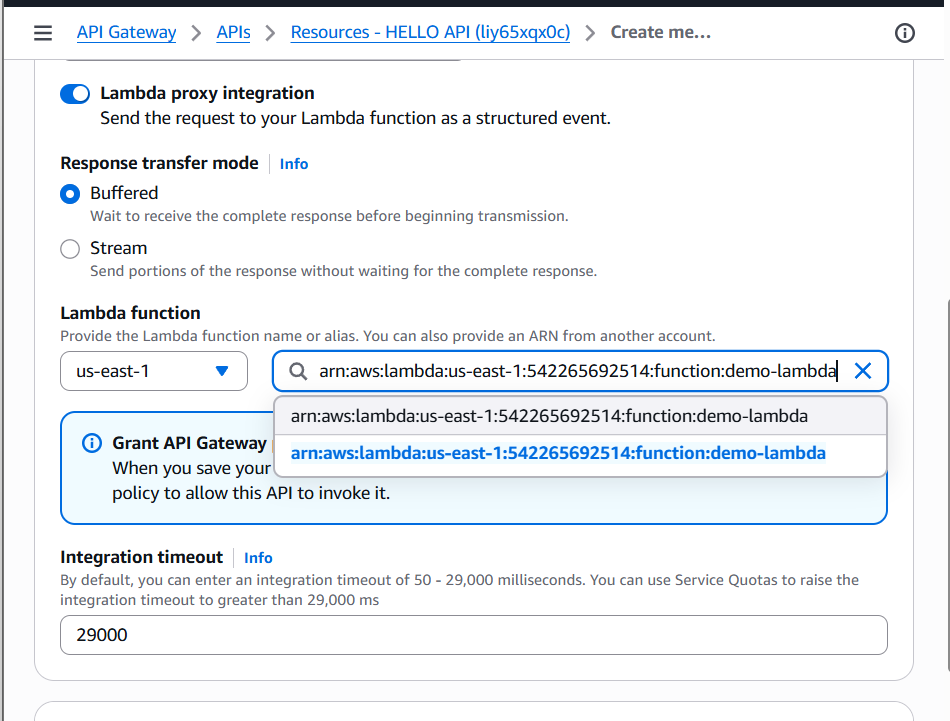 API Gateway > APIs > Resources - HELLO API (liy65xqx0c) > Create me...
Lambda proxy integration
Send the request to your Lambda function as a structured event.
Response transfer mode | Info
Buffered
Wait to receive the complete response before beginning transmission.
Stream
Send portions of the response without waiting for the complete response.
Lambda function
Provide the Lambda function name or alias. You can also provide an ARN from another account.
us-east-1 arn:aws:lambda:us-east-1:542265692514:function:demo-lambda
arn:aws:lambda:us-east-1:542265692514:function:demo-lambda
Grant API Gateway
arn:aws:lambda:us-east-1:542265692514:function:demo-lambda
When you save your
policy to allow this API to invoke it.
Integration timeout | Info
By default, you can enter an integration timeout of 50 - 29,000 milliseconds. You can use Service Quotas to raise the
integration timeout to greater than 29,000 ms
29000